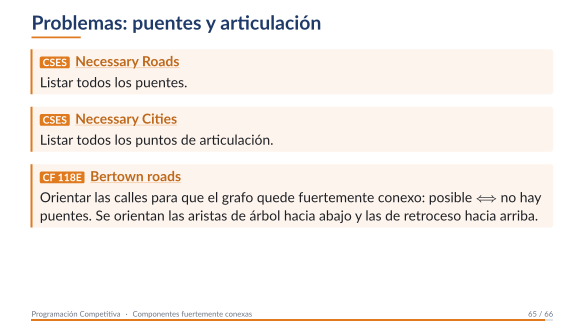 Problemas: puentes y articulación
CSES Necessary Roads
Listar todos los puentes.
CSES Necessary Cities
Listar todos los puntos de articulación.
CF 118E Bertown roads
Orientar las calles para que el grafo quede fuertemente conexo: posible ⟺ no hay
puentes. Se orientan las aristas de árbol hacia abajo y las de retroceso hacia arriba.
Programación Competitiva · Componentes fuertemente conexas 65 / 66